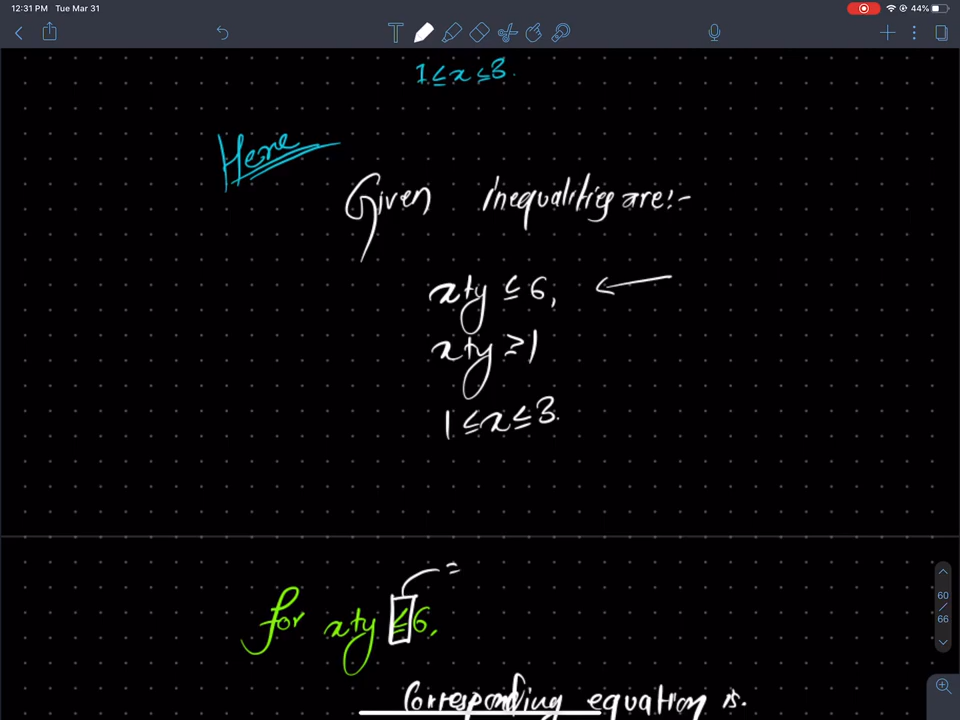 12:31 PM Tue Mar 31
44%
1 ≤ x ≤ 3.
Here
Given inequalities are:-
x+y ≤ 6,
x+y ≥ 1
1 ≤ x ≤ 3.
=
for x+y ≤ 6,
Corresponding equation is.
60
/
66